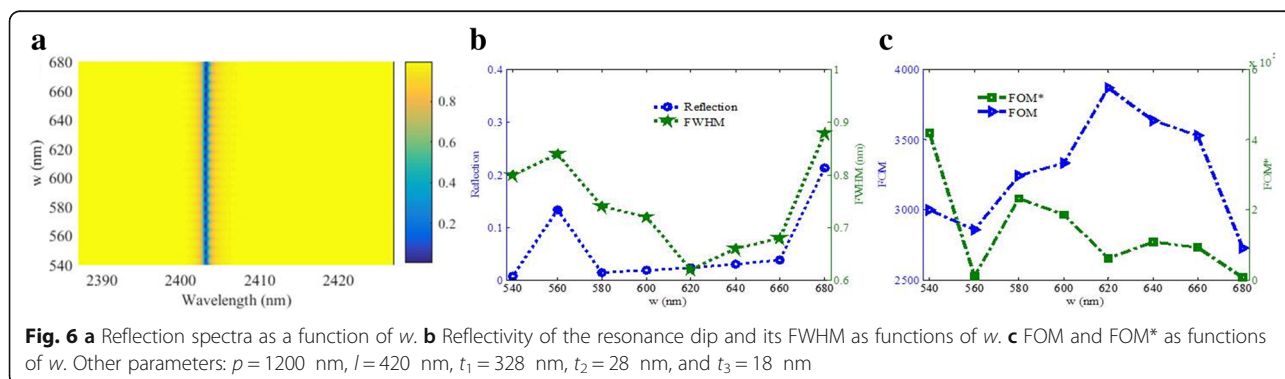 a
680
660
640
620
600
580
560
540
w (nm)
2390
2400
2410
2420
Wavelength (nm)
0.8
0.6
0.4
0.2
b
0.4
0.3
0.2
0.1
0
Reflection
Reflection
FWHM
1
0.9
0.8
0.7
0.6
FWHM (nm)
540 560 580 600 620 640 660 680
w (nm)
c
4000
3500
3000
2500
FOM
FOM*
FOM
6
4
2
0
FOM*
540 560 580 600 620 640 660 680
w (nm)
Fig. 6 a Reflection spectra as a function of w. b Reflectivity of the resonance dip and its FWHM as functions of w. c FOM and FOM* as functions
of w. Other parameters: p = 1200 nm, l = 420 nm, t₁ = 328 nm, t₂ = 28 nm, and t₃ = 18 nm